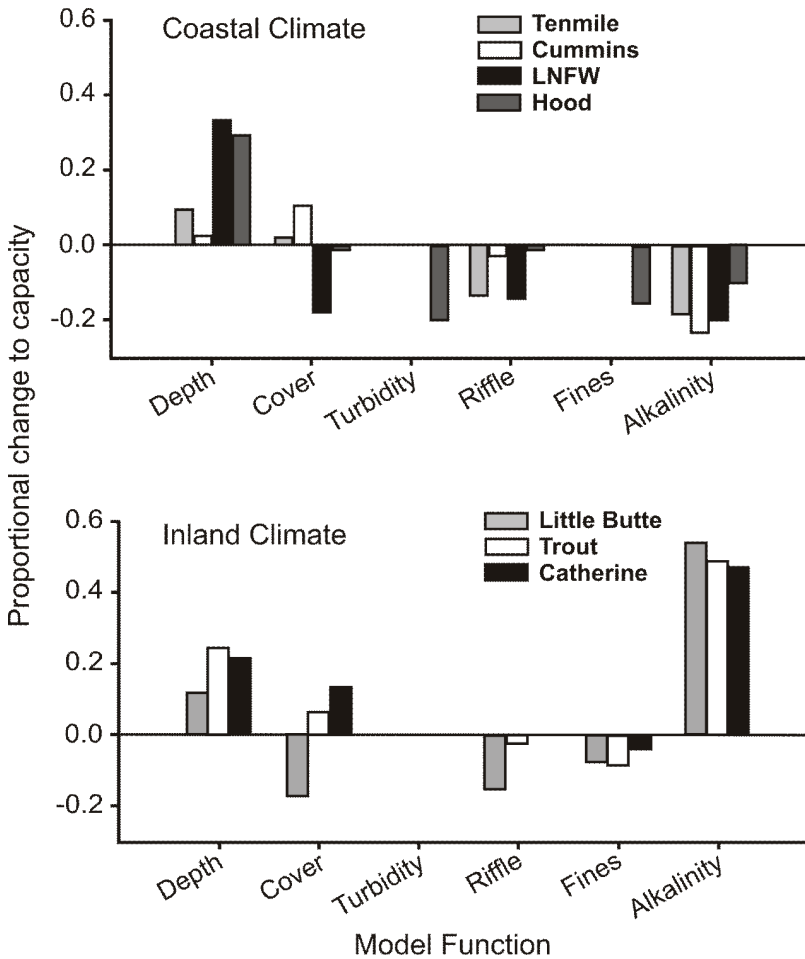 Proportional change to capacity
Coastal Climate
Tenmile
Cummins
LNFW
Hood
0.6
0.4
0.2
0.0
-0.2
Depth
Cover
Turbidity
Riffle
Fines
Alkalinity
Inland Climate
Little Butte
Trout
Catherine
0.6
0.4
0.2
0.0
-0.2
Depth
Cover
Turbidity
Riffle
Fines
Alkalinity
Model Function